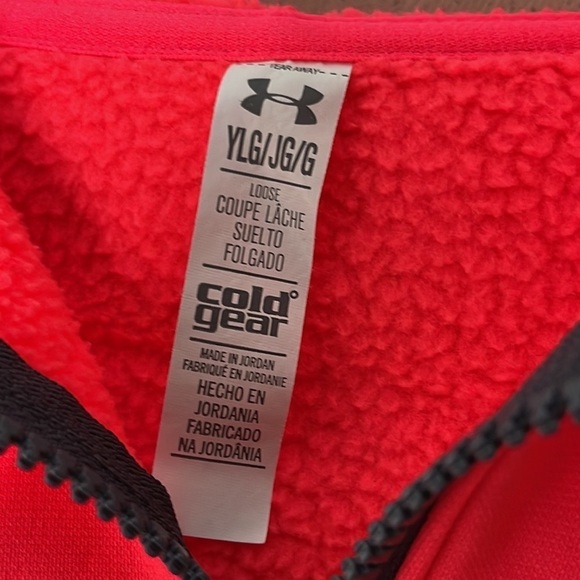 TEAR AWAY
YLG/JG/G
LOOSE
COUPE LÂCHE
SUELTO
FOLGADO
cold
gear
MADE IN JORDAN
FABRIQUÉ EN JORDANIE
HECHO EN
JORDANIA
FABRICADO
NA JORDÂNIA